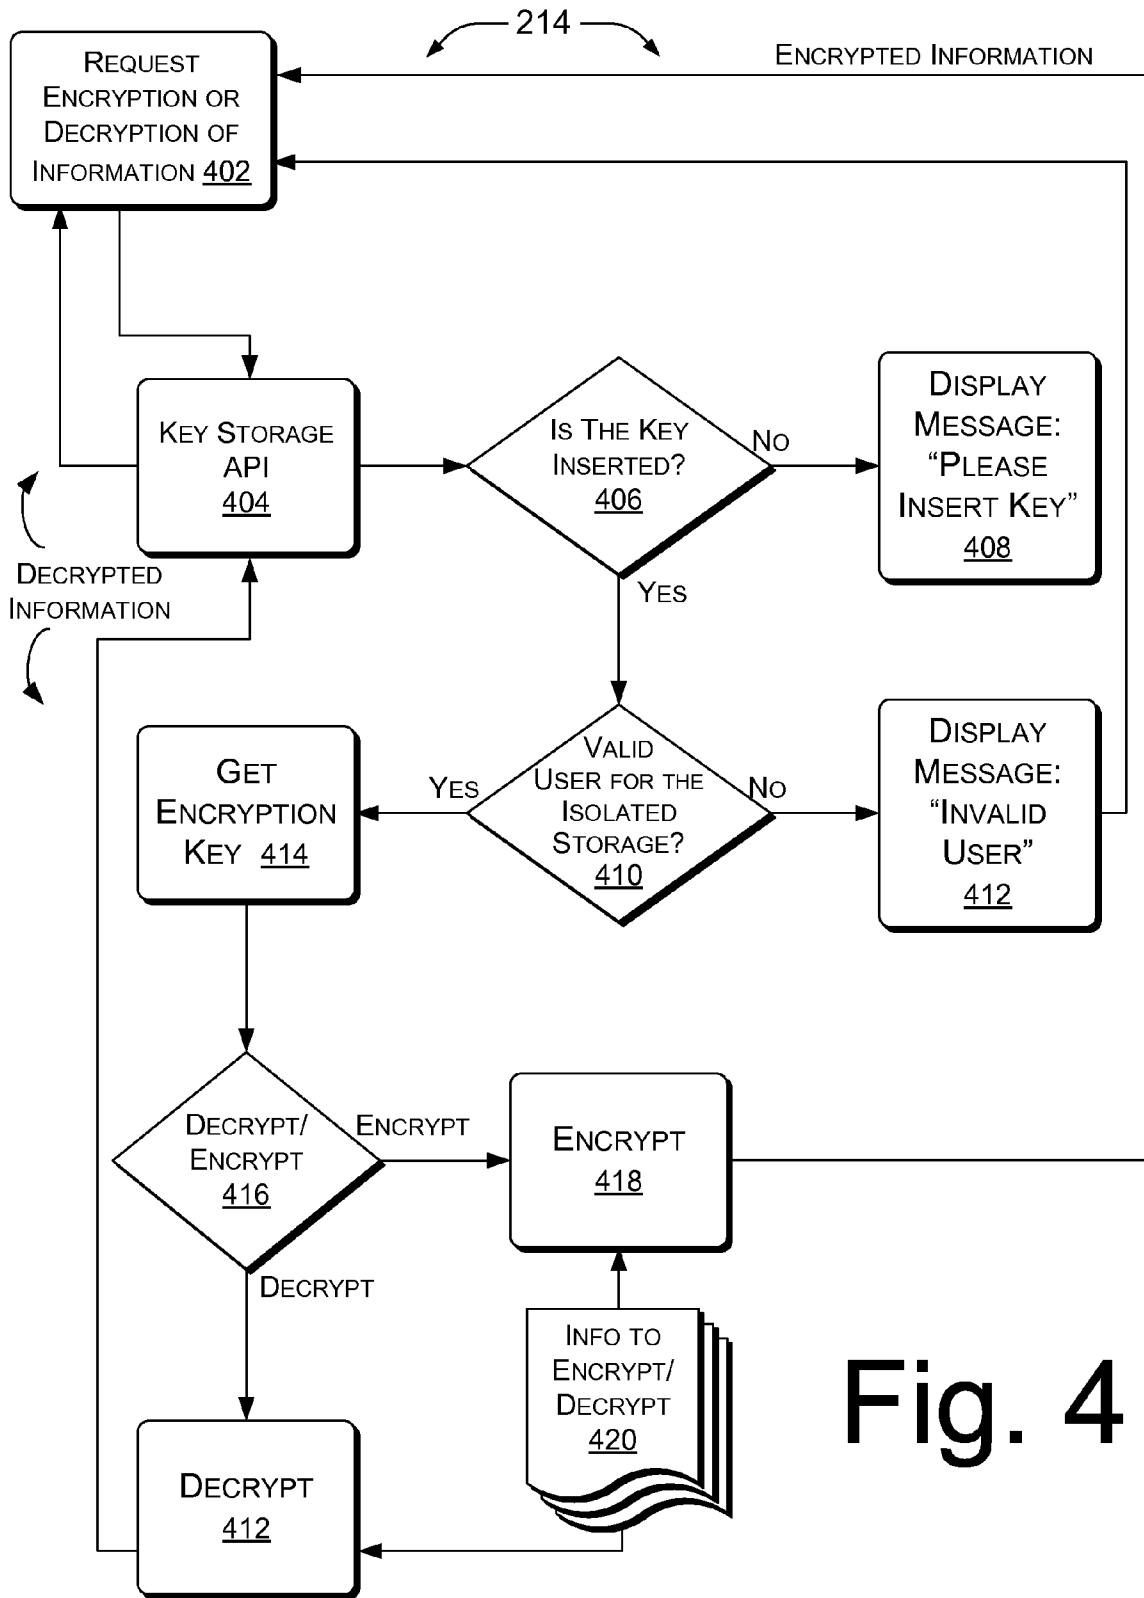 214
ENCRYPTED INFORMATION
REQUEST
ENCRYPTION OR
DECRYPTION OF
INFORMATION 402
KEY STORAGE
API
404
IS THE KEY
INSERTED?
406
NO
YES
DISPLAY
MESSAGE:
“PLEASE
INSERT KEY”
408
DECRYPTED
INFORMATION
GET
ENCRYPTION
KEY 414
YES
VALID
USER FOR THE
ISOLATED
STORAGE?
410
NO
DISPLAY
MESSAGE:
“INVALID
USER”
412
DECRYPT/
ENCRYPT
416
ENCRYPT
DECRYPT
ENCRYPT
418
INFO TO
ENCRYPT/
DECRYPT
420
DECRYPT
412
Fig. 4